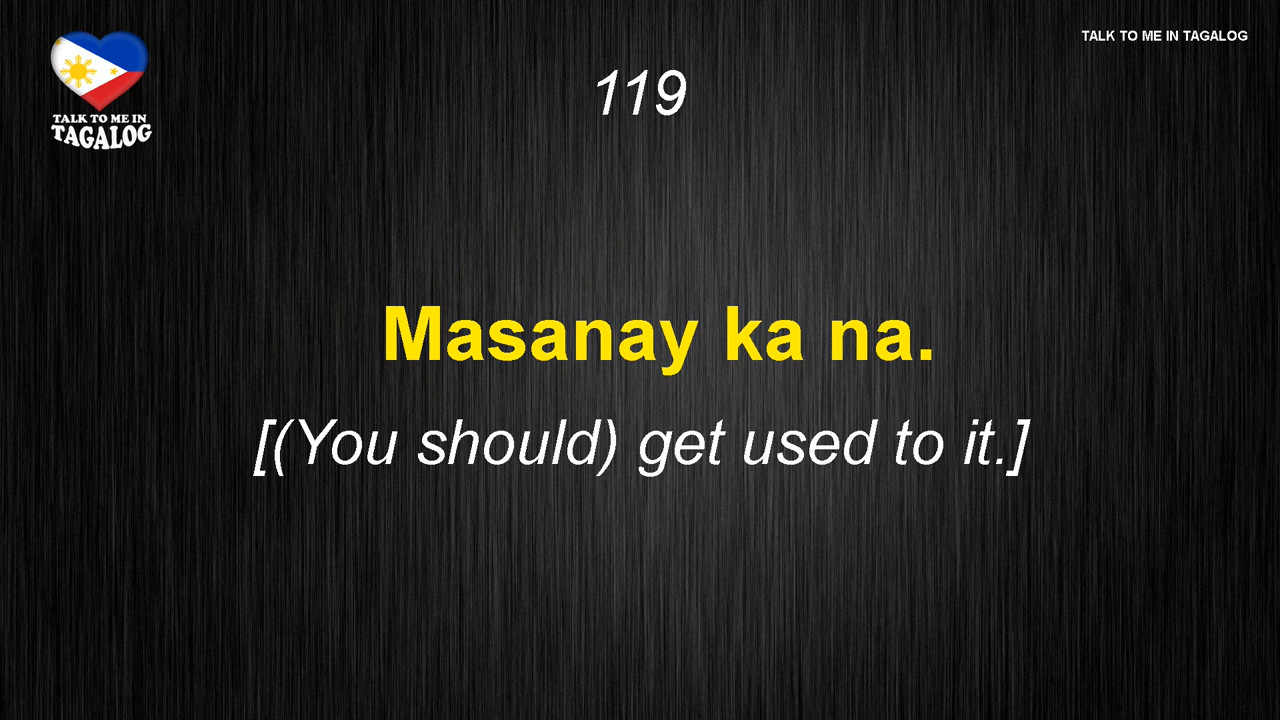 TALK TO ME IN
TAGALOG
TALK TO ME IN TAGALOG
119
Masanay ka na.
[(You should) get used to it.]